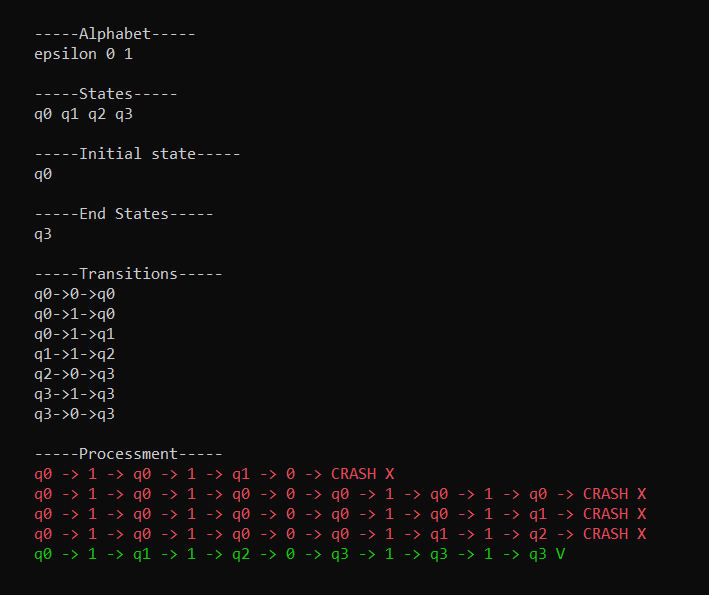 -----Alphabet-----
epsilon 0 1
-----States-----
q0 q1 q2 q3
-----Initial state-----
q0
-----End States-----
q3
-----Transitions-----
q0->0->q0
q0->1->q0
q0->1->q1
q1->1->q2
q2->0->q3
q3->1->q3
q3->0->q3
-----Processment-----
q0 -> 1 -> q0 -> 1 -> q1 -> 0 -> CRASH X
q0 -> 1 -> q0 -> 1 -> q0 -> 0 -> q0 -> 1 -> q0 -> 1 -> q0 -> CRASH X
q0 -> 1 -> q0 -> 1 -> q0 -> 0 -> q0 -> 1 -> q0 -> 1 -> q1 -> CRASH X
q0 -> 1 -> q0 -> 1 -> q0 -> 0 -> q0 -> 1 -> q1 -> 1 -> q2 -> CRASH X
q0 -> 1 -> q1 -> 1 -> q2 -> 0 -> q3 -> 1 -> q3 -> 1 -> q3 V